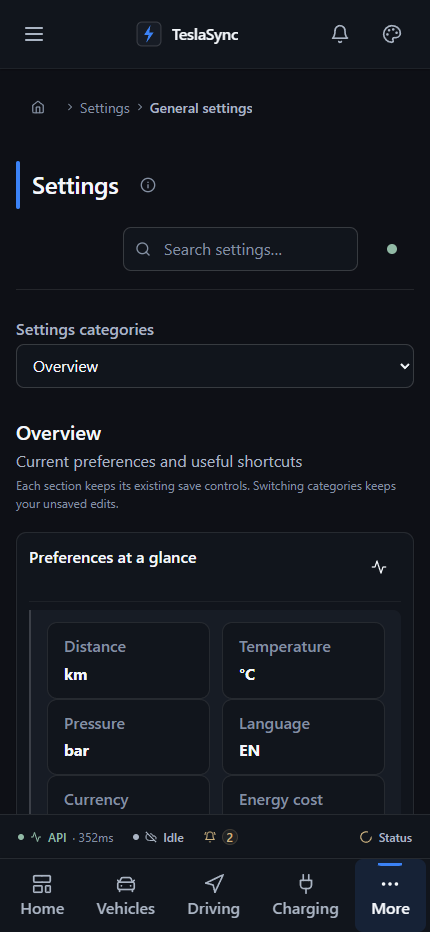 TeslaSync
Settings
General settings
Settings
Search settings...
Settings categories
Overview
Overview
Current preferences and useful shortcuts
Each section keeps its existing save controls. Switching categories keeps
your unsaved edits.
Preferences at a glance
Distance
km
Temperature
°C
Pressure
bar
Language
EN
Currency
Energy cost
API · 352ms
Idle
2
Status
Home
Vehicles
Driving
Charging
More